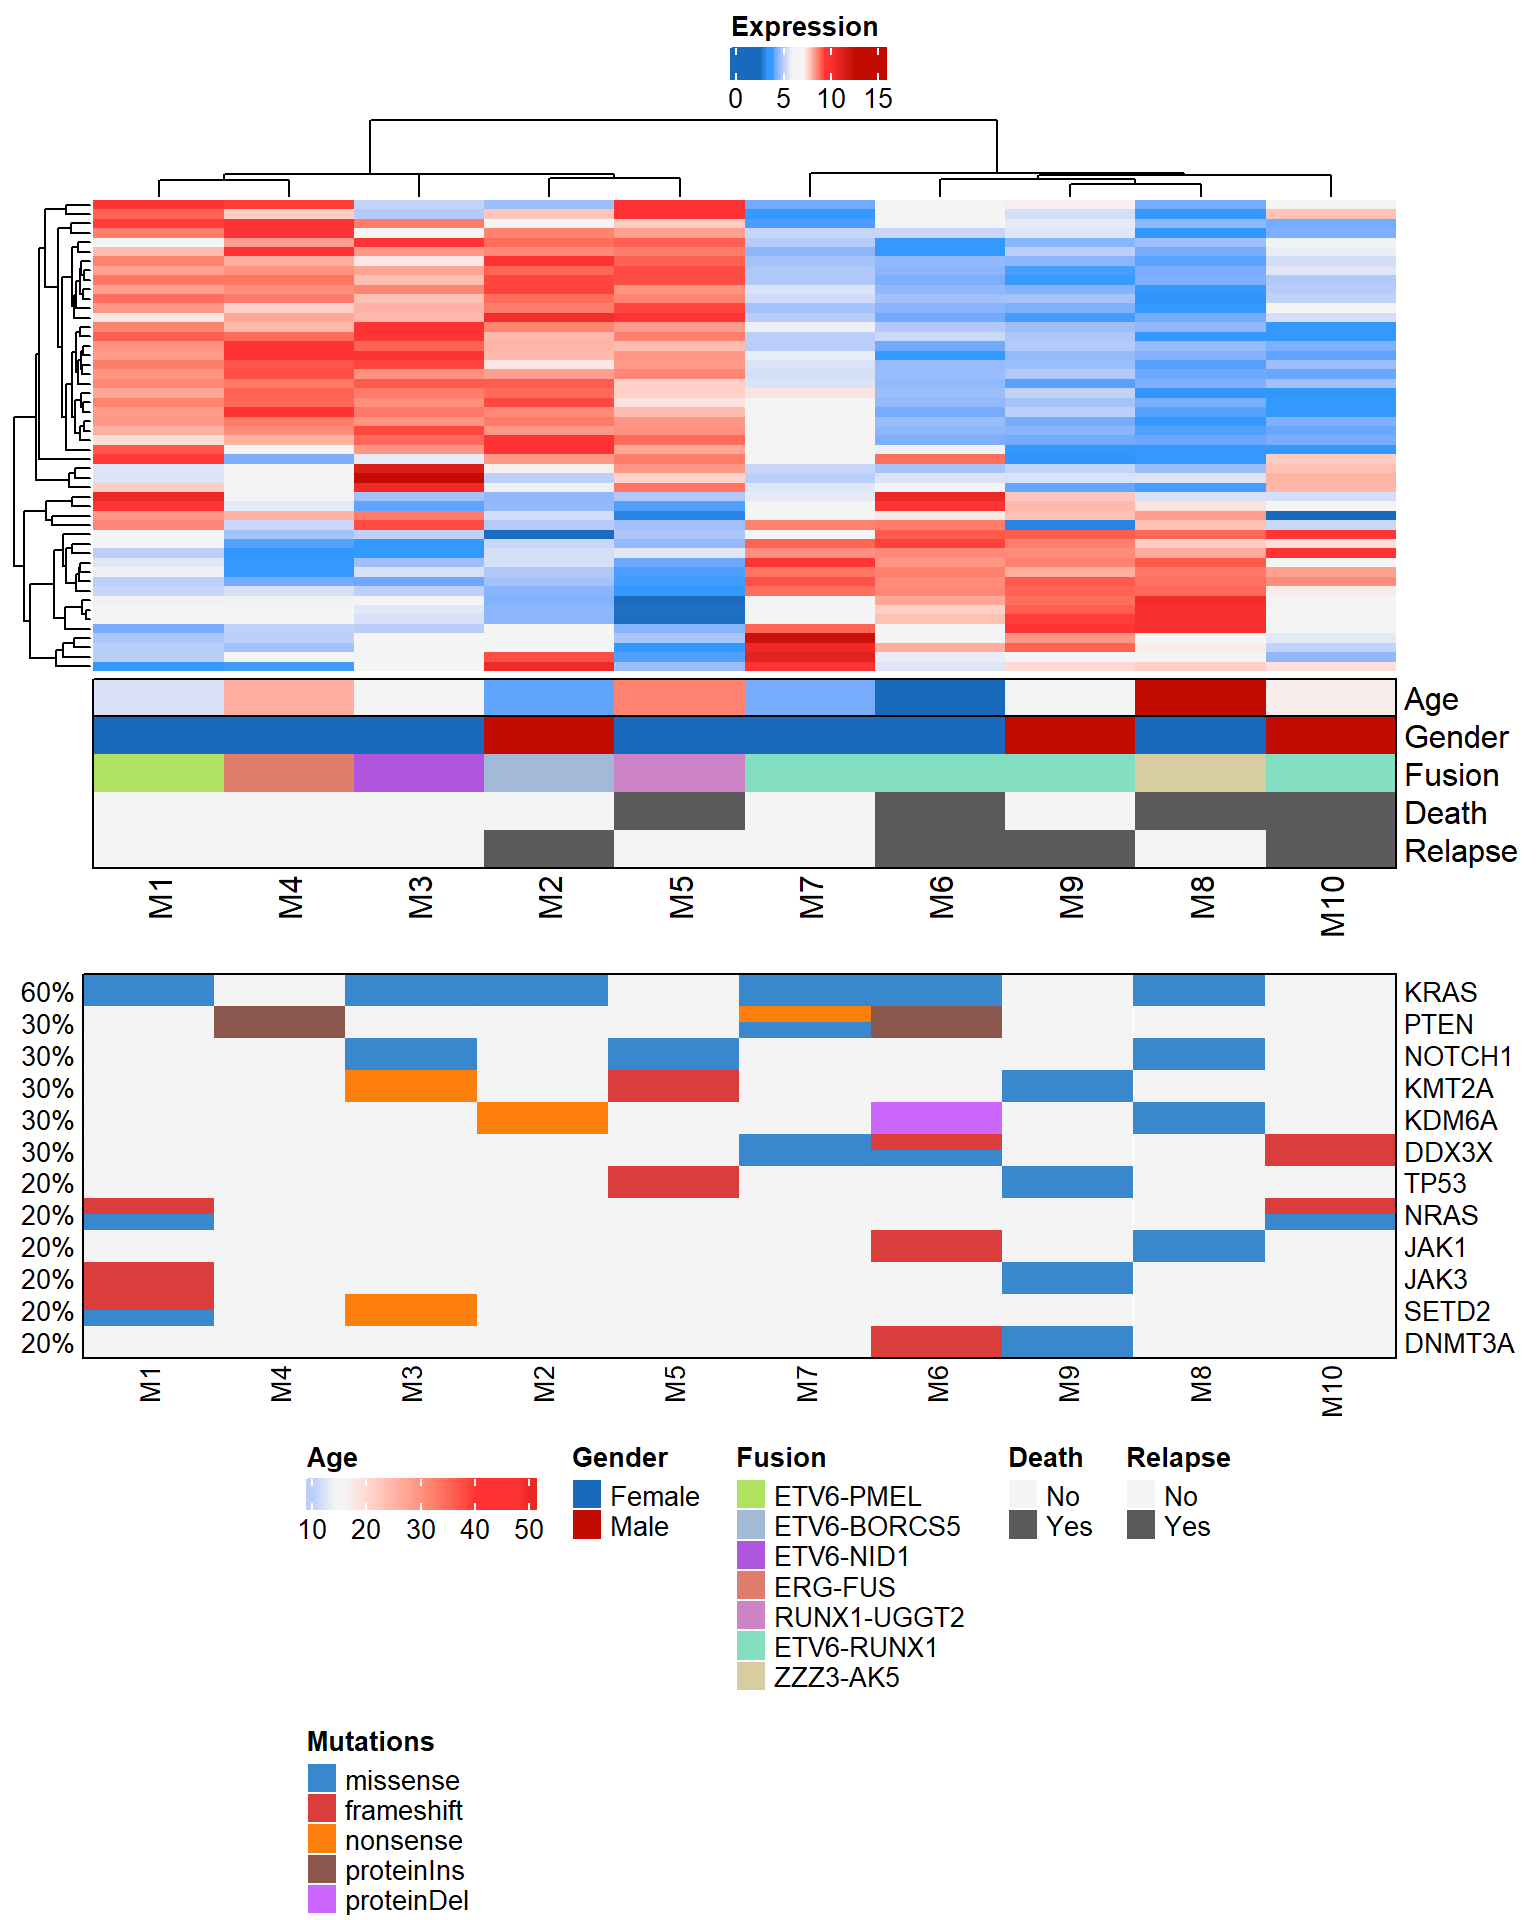 Expression
0 5 10 15
Age
Gender
Fusion
Death
Relapse
M1 M4 M3 M2 M5 M7 M6 M9 M8 M10
60% KRAS
30% PTEN
30% NOTCH1
30% KMT2A
30% KDM6A
30% DDX3X
20% TP53
20% NRAS
20% JAK1
20% JAK3
20% SETD2
20% DNMT3A
M1 M4 M3 M2 M5 M7 M6 M9 M8 M10
Age
10 20 30 40 50
Gender
Female
Male
Fusion
ETV6-PMEL
ETV6-BORCS5
ETV6-NID1
ERG-FUS
RUNX1-UGGT2
ETV6-RUNX1
ZZZ3-AK5
Death
No
Yes
Relapse
No
Yes
Mutations
missense
frameshift
nonsense
proteinIns
proteinDel